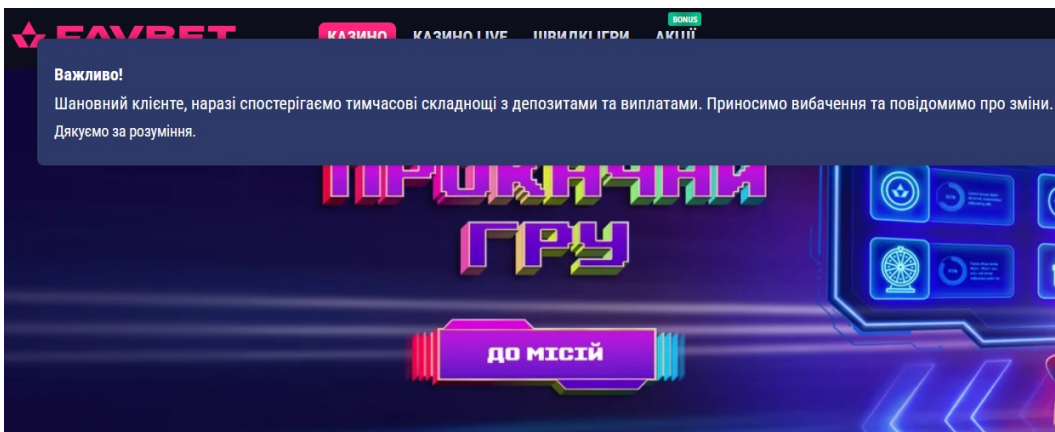 FAVBET
КАЗИНО КАЗИНО LIVE ШВИДКІ ІГРИ АКЦІЇ
BONUS
Важливо!
Шановний клієнте, наразі спостерігаємо тимчасові складнощі з депозитами та виплатами. Приносимо вибачення та повідомимо про зміни.
Дякуємо за розуміння.
ПРОКАЧАЙ
ГРУ
ДО МІСІЙ